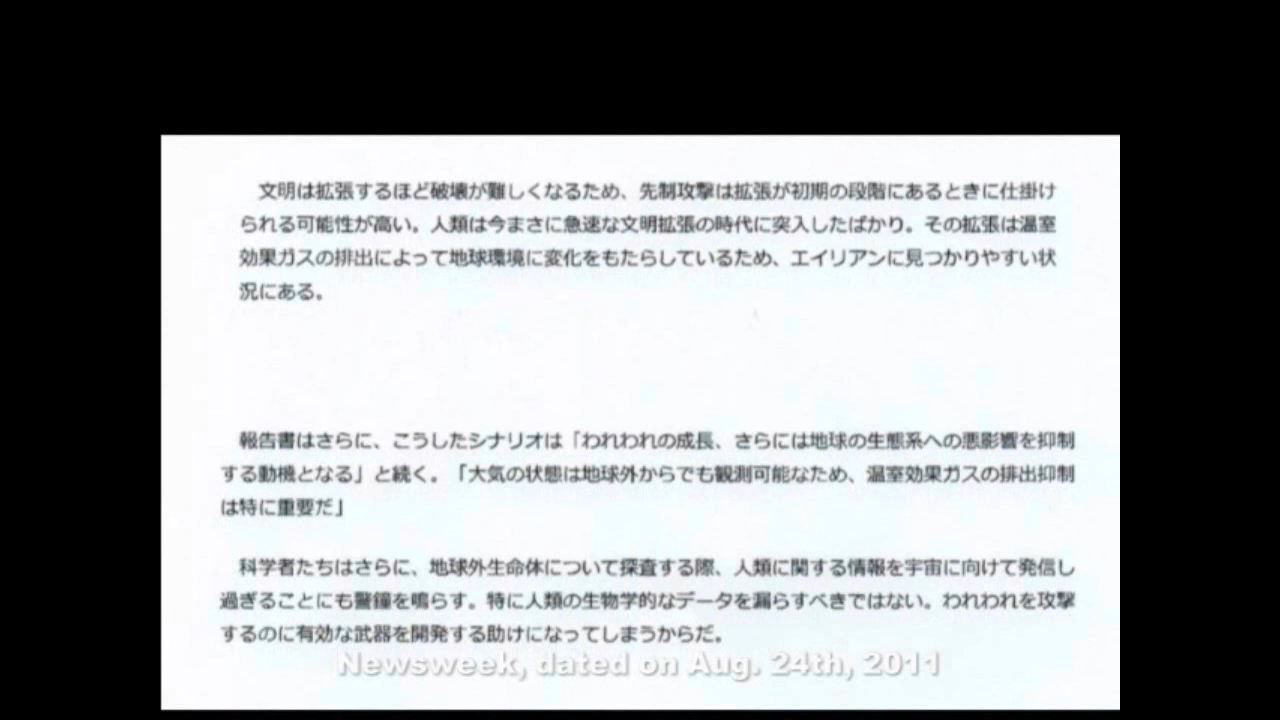 文明は拡張するほど破壊が難しくなるため、先制攻撃は拡張が初期の段階にあるときに仕掛け
られる可能性が高い。人類は今まさに急速な文明拡張の時代に突入したばかり。その拡張は温室
効果ガスの排出によって地球環境に変化をもたらしているため、エイリアンに見つかりやすい状
況にある。
報告書はさらに、こうしたシナリオは「われわれの成長、さらには地球の生態系への悪影響を抑制
する動機となる」と続く。「大気の状態は地球外からでも観測可能なため、温室効果ガスの排出抑制
は特に重要だ」
科学者たちはさらに、地球外生命体について探査する際、人類に関する情報を宇宙に向けて発信し
過ぎることにも警鐘を鳴らす。特に人類の生物学的なデータを漏らすべきではない。われわれを攻撃
するのに有効な武器を開発する助けになってしまうからだ。
Newsweek, dated on Aug. 24th, 2011